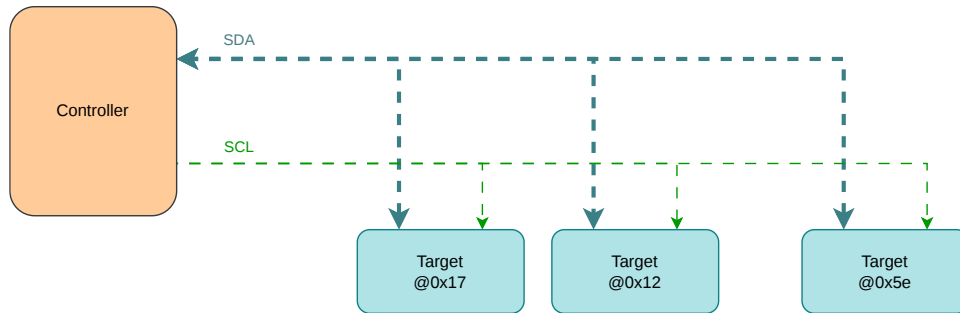 SDA
Controller
SCL
Target
@0x17
Target
@0x12
Target
@0x5e